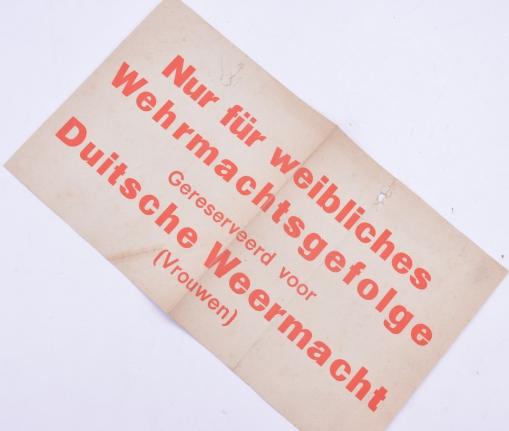 Nur für weibliches
Wehrmachtsgefolge
Gereserveerd voor
Duitsche Weermacht
(Vrouwen)